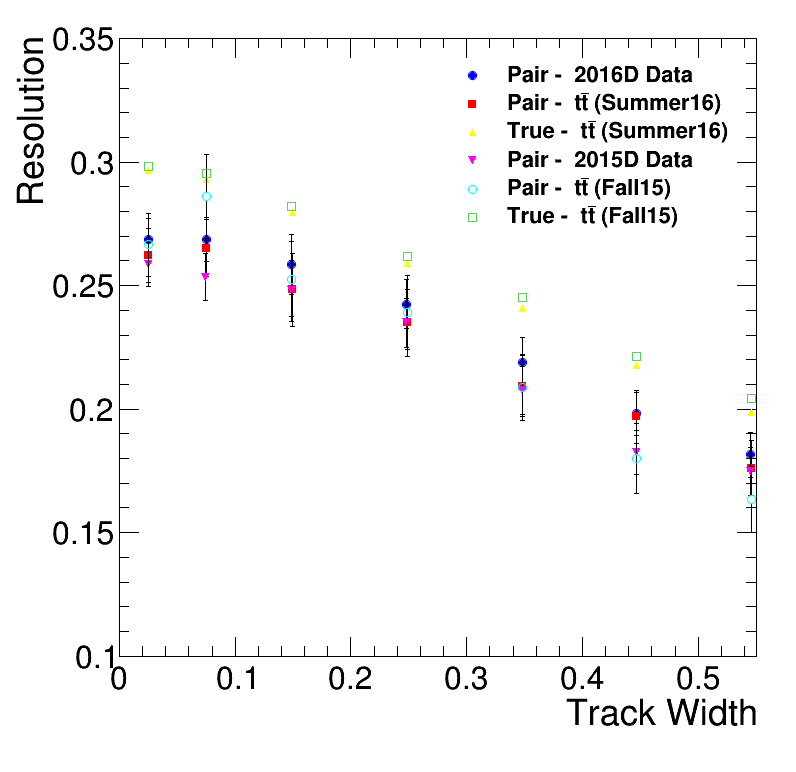 Resolution
0.35
0.3
0.25
0.2
0.15
0.1
Pair - 2016D Data
Pair - tt̄ (Summer16)
True - tt̄ (Summer16)
Pair - 2015D Data
Pair - tt̄ (Fall15)
True - tt̄ (Fall15)
0 0.1 0.2 0.3 0.4 0.5
Track Width